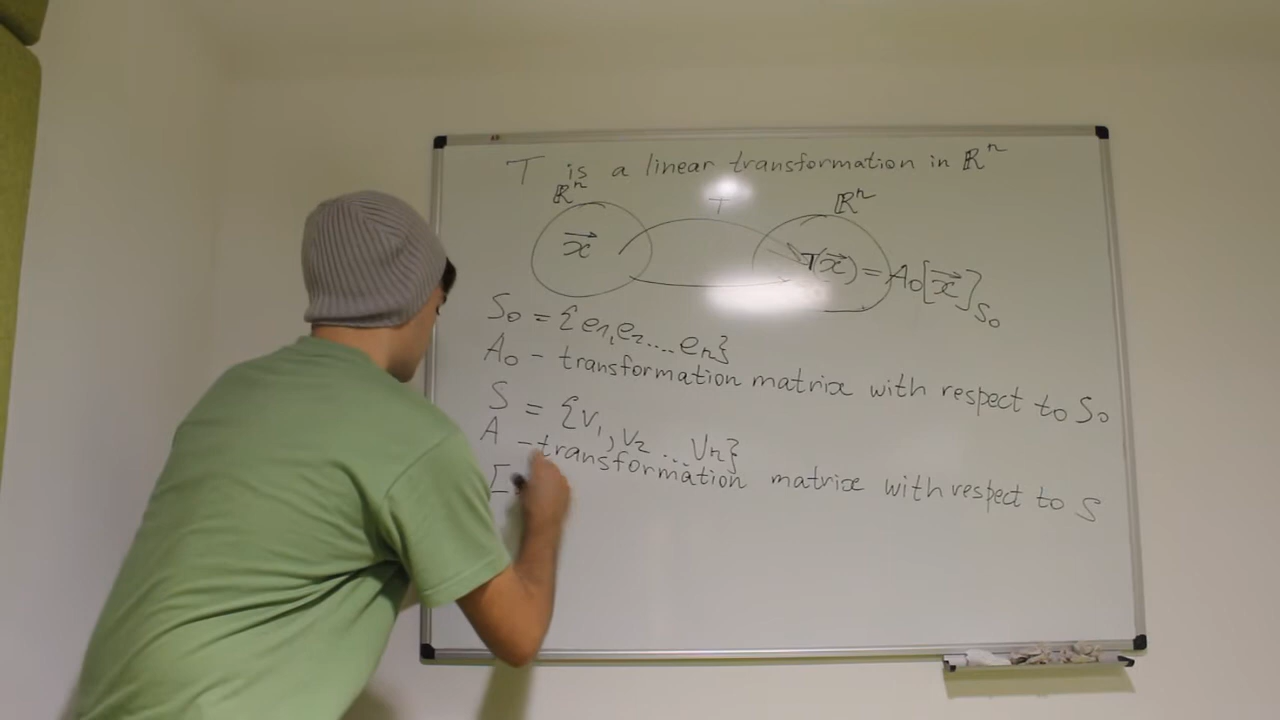 T is a linear transformation in ℝⁿ
ℝⁿ T ℝⁿ
x⃗ T(x⃗) = A₀[x⃗]S₀
S₀ = {e₁,e₂....eₙ}
A₀ - transformation matrix with respect to S₀
S = {v₁, v₂ ... vₙ}
A - transformation matrix with respect to S
[